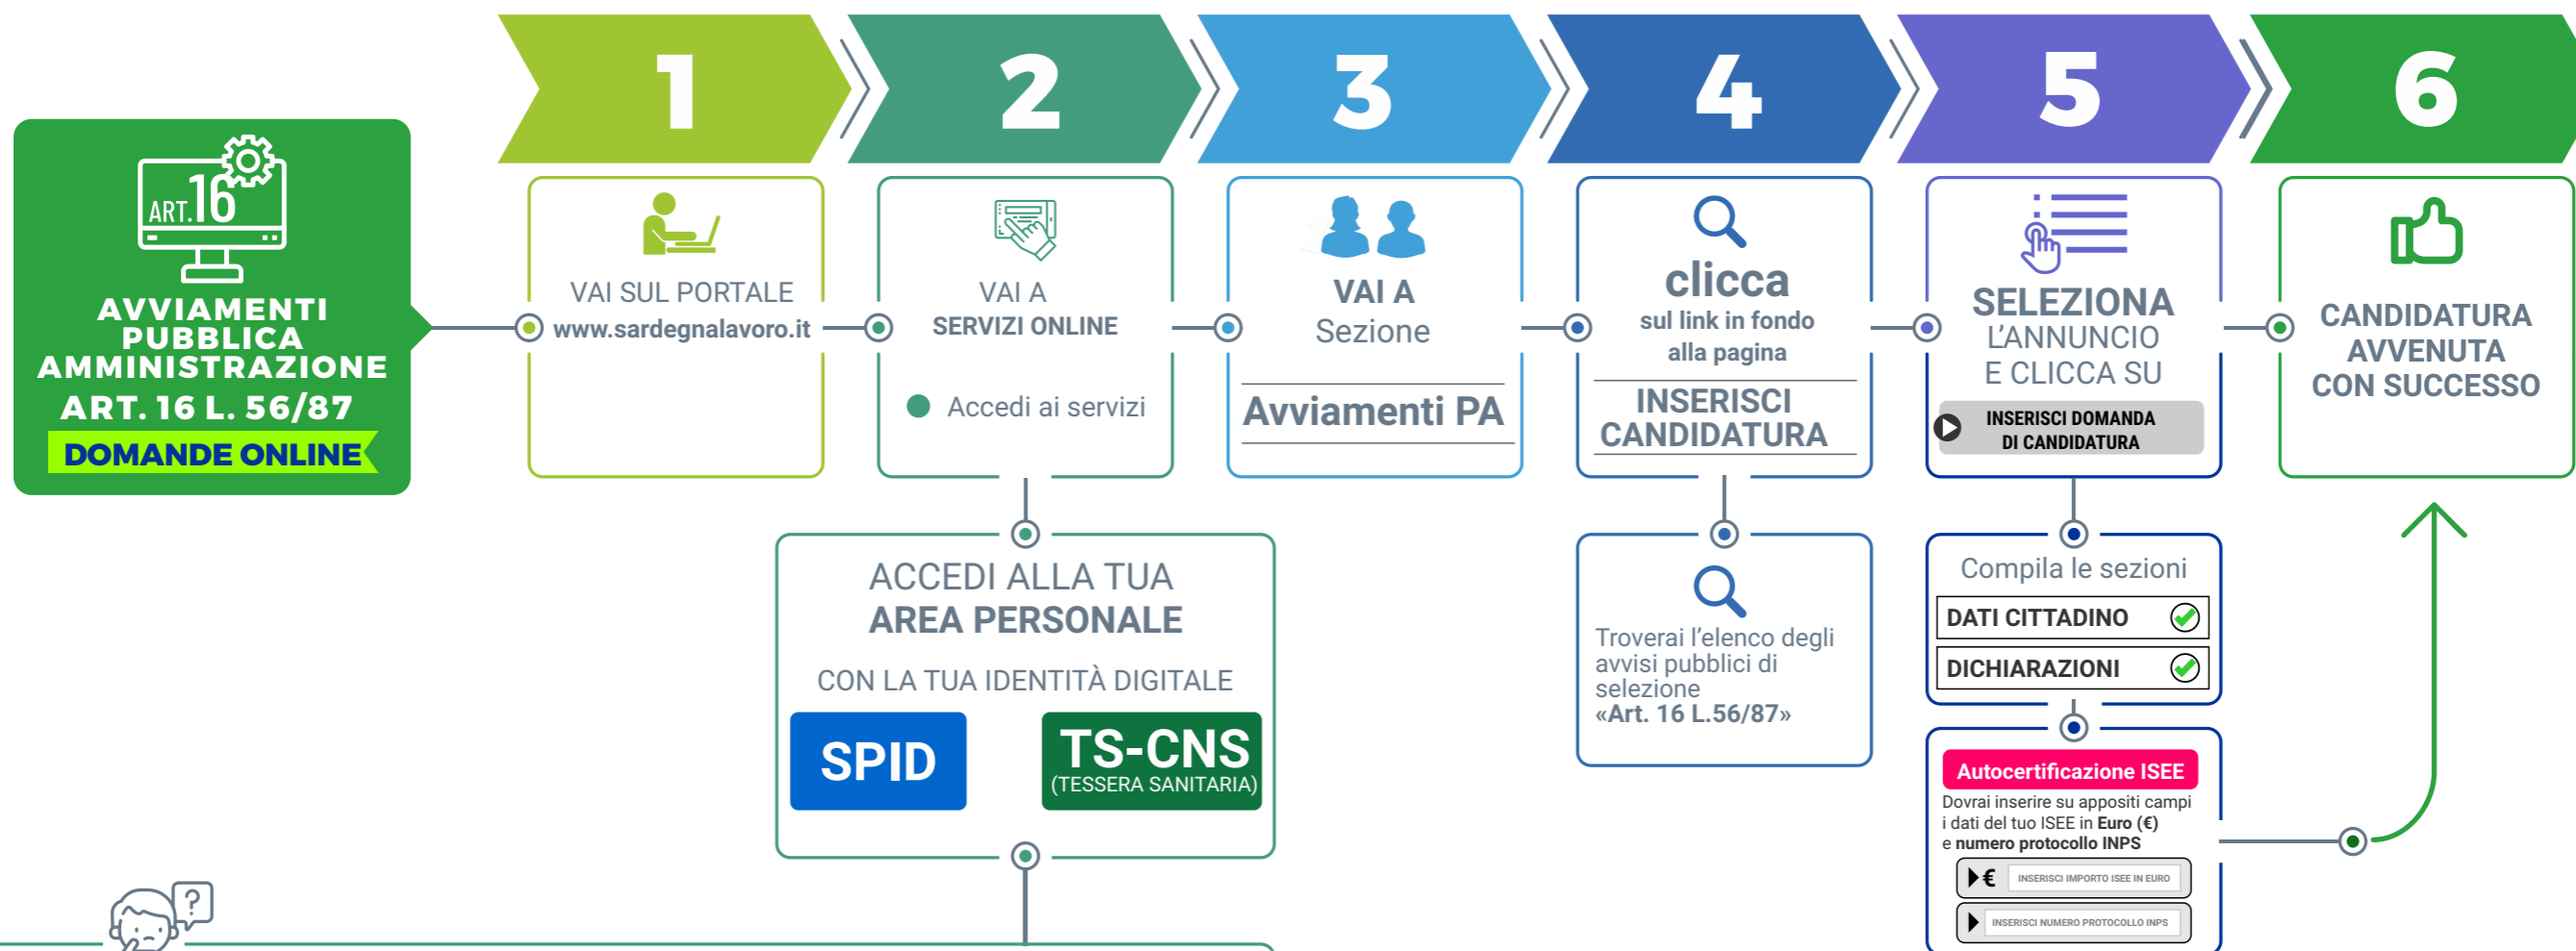 ART.16
AVVIAMENTI
PUBBLICA
AMMINISTRAZIONE
ART. 16 L. 56/87
DOMANDE ONLINE
1
VAI SUL PORTALE
www.sardegnalavoro.it
2
VAI A
SERVIZI ONLINE
Accedi ai servizi
ACCEDI ALLA TUA
AREA PERSONALE
CON LA TUA IDENTITÀ DIGITALE
SPID
TS-CNS
(TESSERA SANITARIA)
3
VAI A
Sezione
Avviamenti PA
4
clicca
sul link in fondo
alla pagina
INSERISCI
CANDIDATURA
Troverai l’elenco degli
avvisi pubblici di
selezione
«Art. 16 L.56/87»
5
SELEZIONA
L’ANNUNCIO
E CLICCA SU
INSERISCI DOMANDA
DI CANDIDATURA
Compila le sezioni
DATI CITTADINO
DICHIARAZIONI
Autocertificazione ISEE
Dovrai inserire su appositi campi
i dati del tuo ISEE in Euro (€)
e numero protocollo INPS
€ INSERISCI IMPORTO ISEE IN EURO
INSERISCI NUMERO PROTOCOLLO INPS
6
CANDIDATURA
AVVENUTA
CON SUCCESSO
?